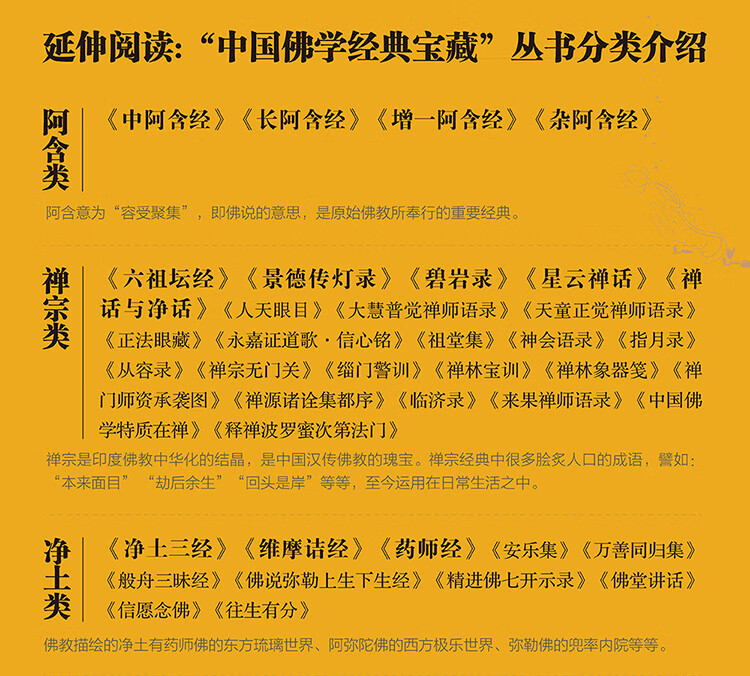 延伸阅读:“中国佛学经典宝藏”丛书分类介绍
阿含类
《中阿含经》《长阿含经》《增一阿含经》《杂阿含经》
阿含意为“容受聚集”，即佛说的意思，是原始佛教所奉行的重要经典。
禅宗类
《六祖坛经》《景德传灯录》《碧岩录》《星云禅话》《禅
话与净话》《人天眼目》《大慧普觉禅师语录》《天童正觉禅师语录》
《正法眼藏》《永嘉证道歌·信心铭》《祖堂集》《神会语录》《指月录》
《从容录》《禅宗无门关》《缁门警训》《禅林宝训》《禅林象器笺》《禅
门师资承袭图》《禅源诸诠集都序》《临济录》《来果禅师语录》《中国佛
学特质在禅》《释禅波罗蜜次第法门》
禅宗是印度佛教中华化的结晶，是中国汉传佛教的瑰宝。禅宗经典中很多脍炙人口的成语，譬如:
“本来面目” “劫后余生” “回头是岸”等等，至今运用在日常生活之中。
净土类
《净土三经》《维摩诘经》《药师经》《安乐集》《万善同归集》
《般舟三昧经》《佛说弥勒上生下生经》《精进佛七开示录》《佛堂讲话》
《信愿念佛》《往生有分》
佛教描绘的净土有药师佛的东方琉璃世界、阿弥陀佛的西方极乐世界、弥勒佛的兜率内院等等。